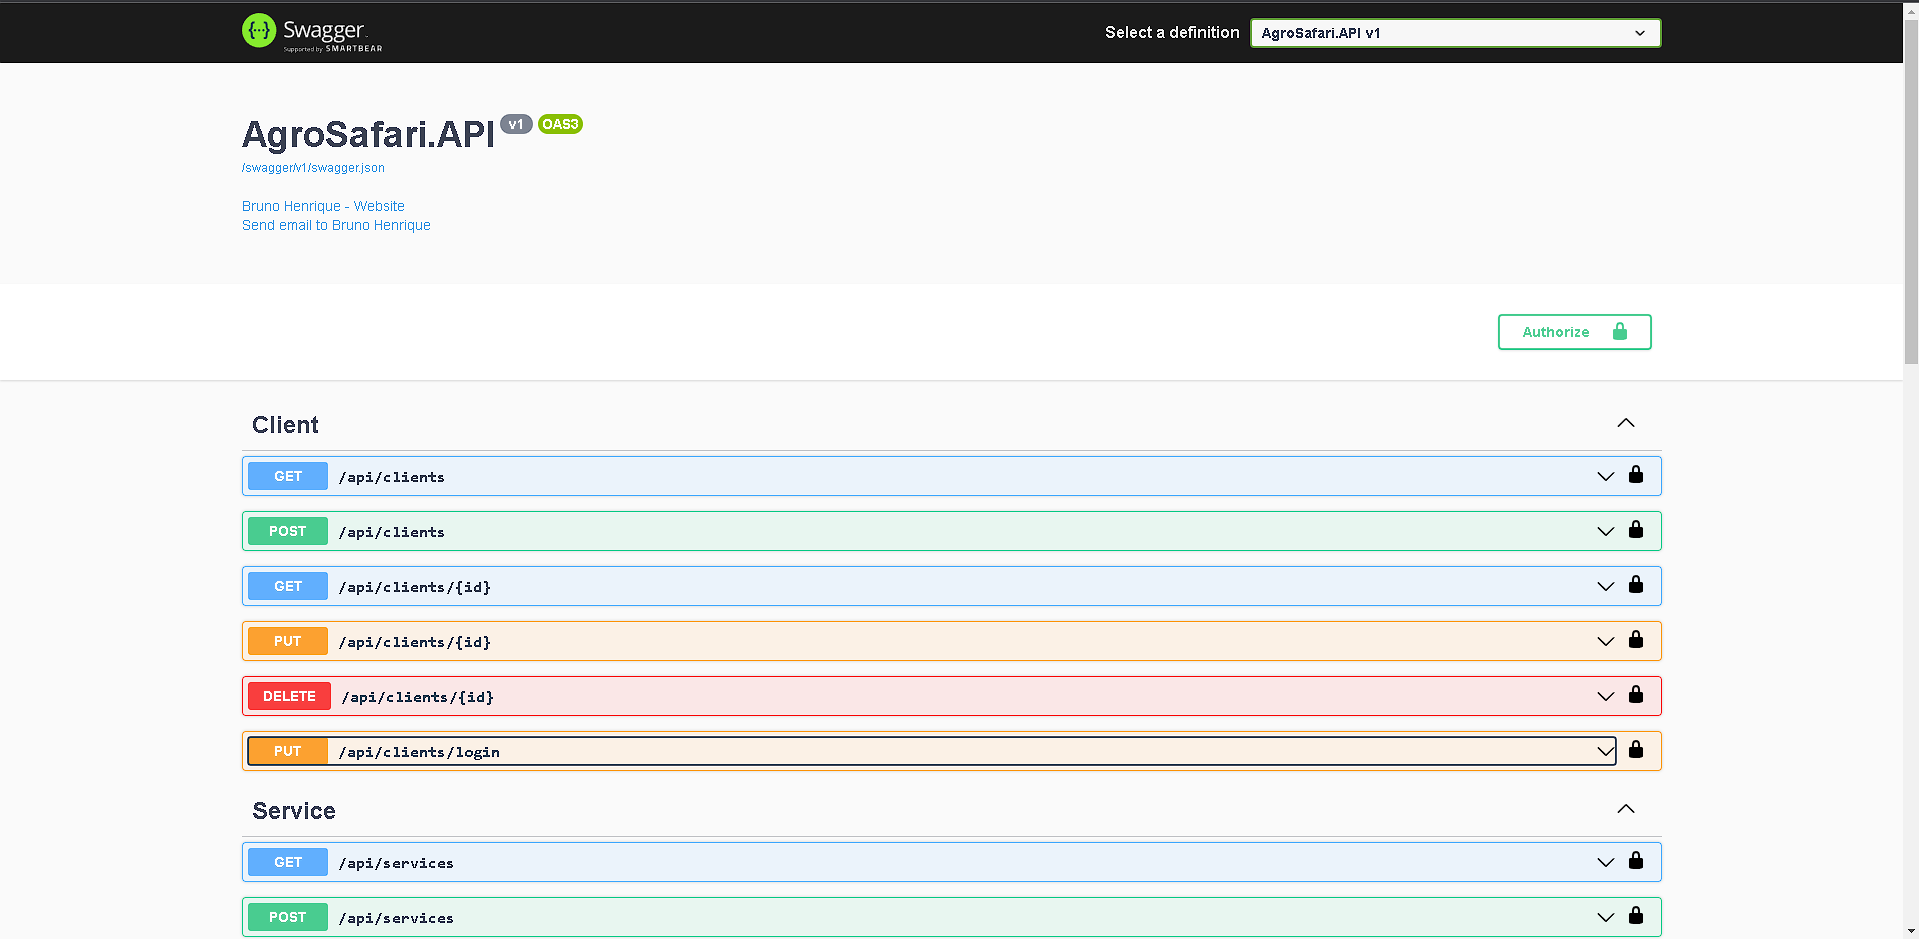 Swagger
Supported by SMARTBEAR
Select a definition
AgroSafari.API v1
AgroSafari.API v1 OAS3
/swagger/v1/swagger.json
Bruno Henrique - Website
Send email to Bruno Henrique
Authorize
Client
GET /api/clients
POST /api/clients
GET /api/clients/{id}
PUT /api/clients/{id}
DELETE /api/clients/{id}
PUT /api/clients/login
Service
GET /api/services
POST /api/services